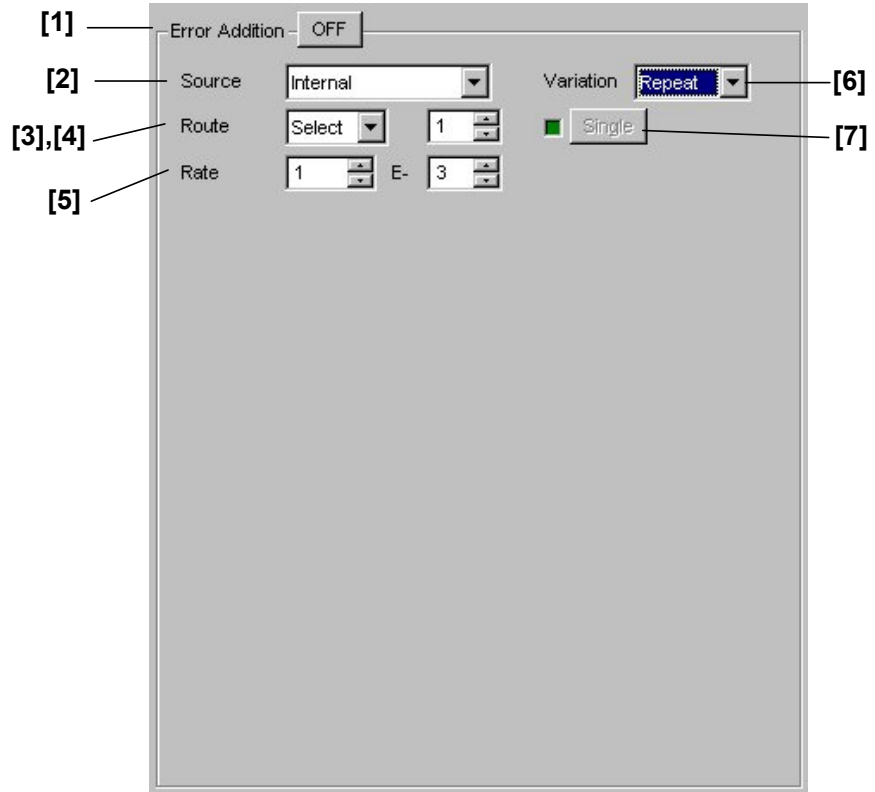 [1] Error Addition OFF
[2] Source Internal Variation Repeat [6]
[3],[4] Route Select 1 Single [7]
[5] Rate 1 E- 3